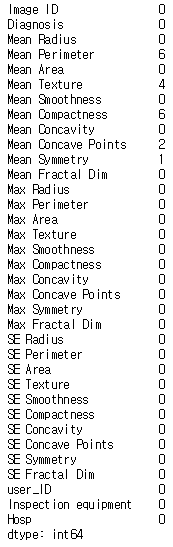 Image ID 0
Diagnosis 0
Mean Radius 0
Mean Perimeter 6
Mean Area 0
Mean Texture 4
Mean Smoothness 0
Mean Compactness 6
Mean Concavity 0
Mean Concave Points 2
Mean Symmetry 1
Mean Fractal Dim 0
Max Radius 0
Max Perimeter 0
Max Area 0
Max Texture 0
Max Smoothness 0
Max Compactness 0
Max Concavity 0
Max Concave Points 0
Max Symmetry 0
Max Fractal Dim 0
SE Radius 0
SE Perimeter 0
SE Area 0
SE Texture 0
SE Smoothness 0
SE Compactness 0
SE Concavity 0
SE Concave Points 0
SE Symmetry 0
SE Fractal Dim 0
user_ID 0
Inspection equipment 0
Hosp 0
dtype: int64